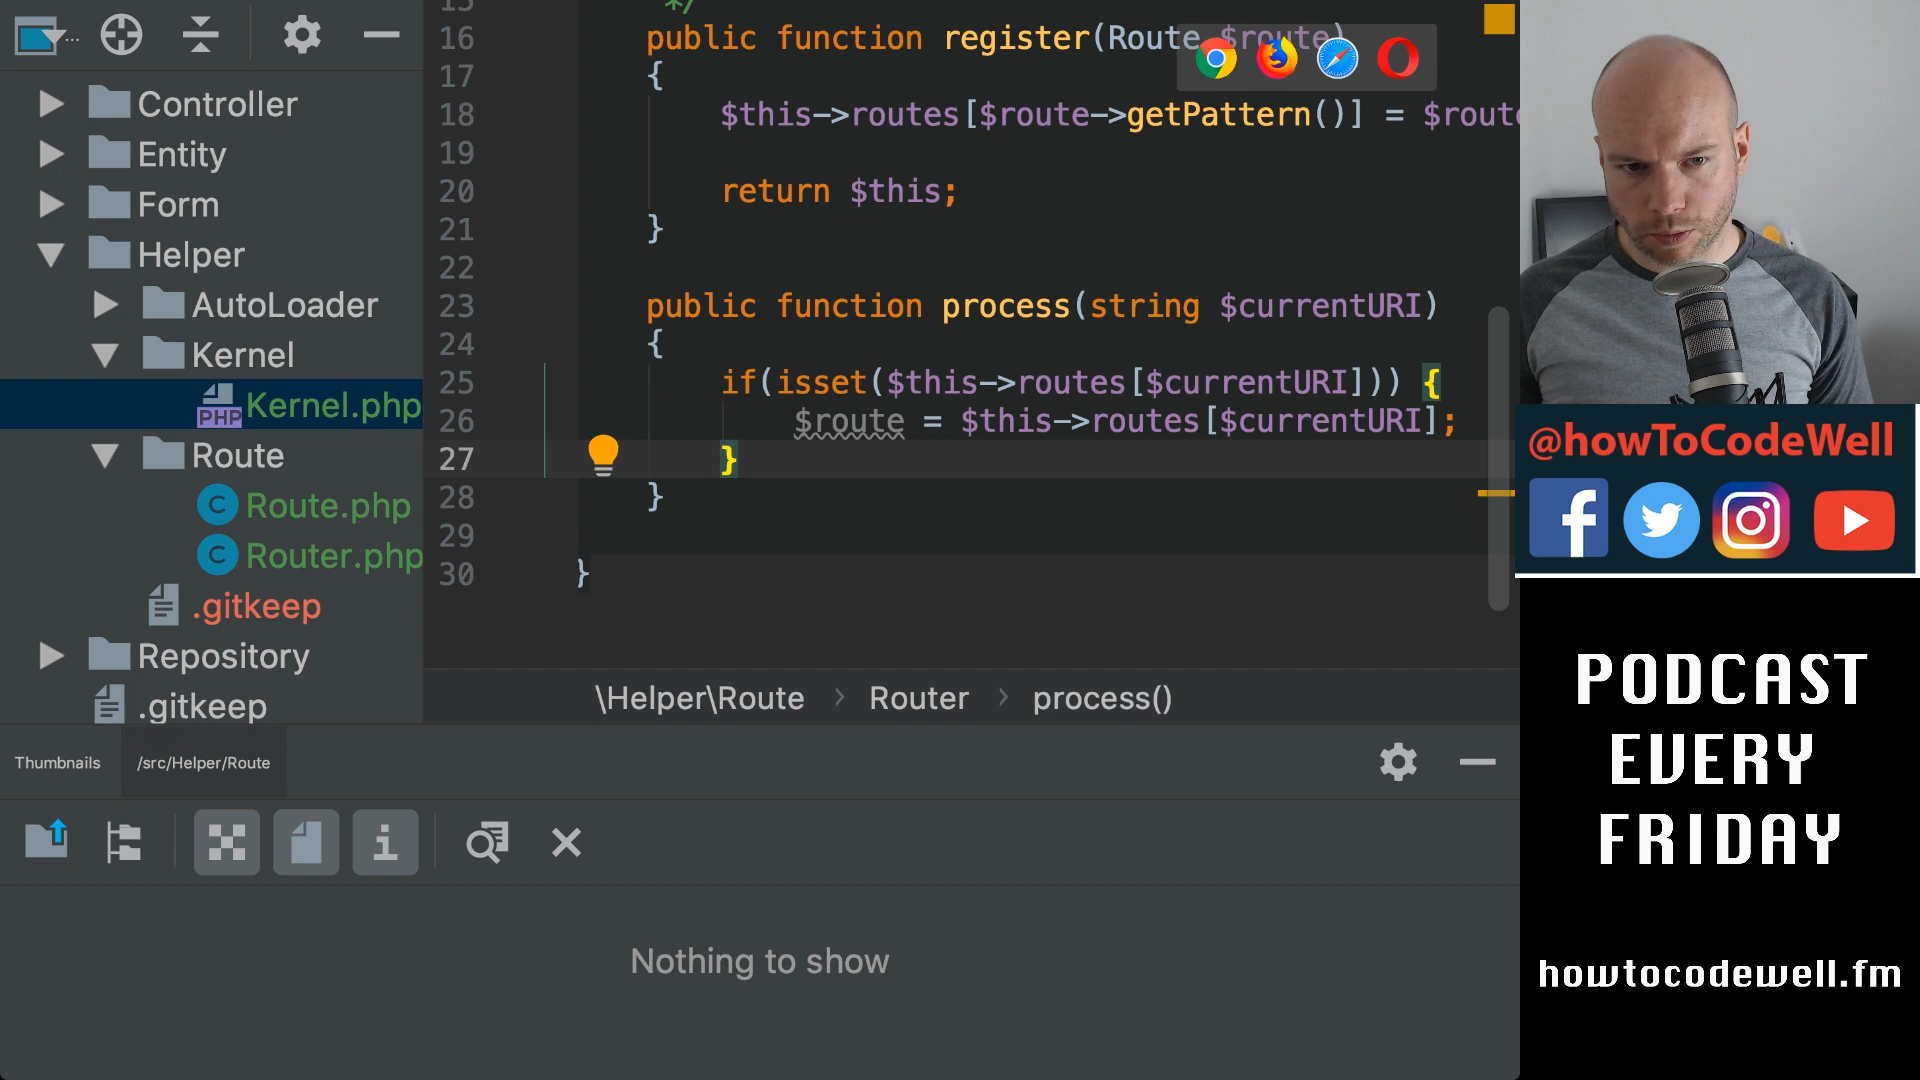 Controller
Entity
Form
Helper
AutoLoader
Kernel
PHP Kernel.php
Route
C Route.php
C Router.php
.gitkeep
Repository
.gitkeep
15 */
16 public function register(Route $route)
17 {
18 $this->routes[$route->getPattern()] = $route
19
20 return $this;
21 }
22
23 public function process(string $currentURI)
24 {
25 if(isset($this->routes[$currentURI])) {
26 $route = $this->routes[$currentURI];
27 }
28 }
29
30 }
\Helper\Route › Router › process()
Thumbnails /src/Helper/Route
Nothing to show
@howToCodeWell
PODCAST
EVERY
FRIDAY
howtocodewell.fm